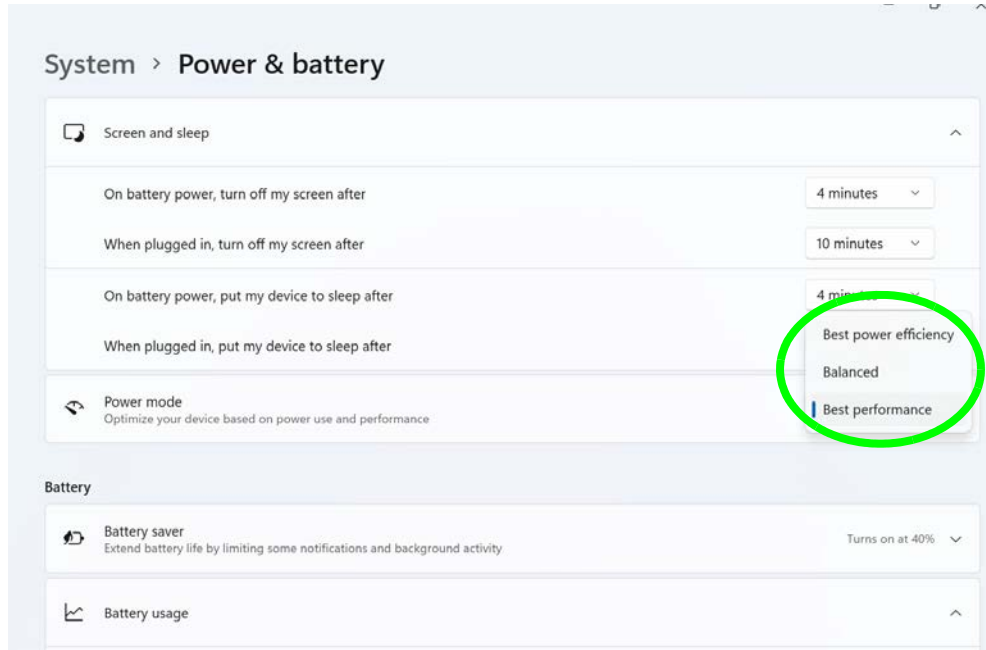 System > Power & battery
Screen and sleep
On battery power, turn off my screen after
4 minutes
When plugged in, turn off my screen after
10 minutes
On battery power, put my device to sleep after
4 minutes
When plugged in, put my device to sleep after
Best power efficiency
Balanced
Best performance
Power mode
Optimize your device based on power use and performance
Battery
Battery saver
Extend battery life by limiting some notifications and background activity
Turns on at 40%
Battery usage